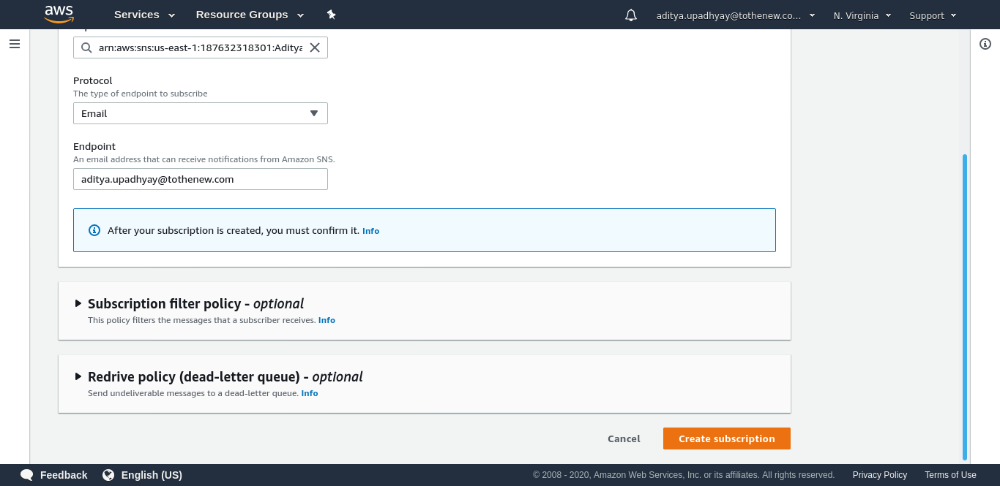 aws Services Resource Groups aditya.upadhyay@tothenew.co... N. Virginia Support
arn:aws:sns:us-east-1:187632318301:Aditya
Protocol
The type of endpoint to subscribe
Email
Endpoint
An email address that can receive notifications from Amazon SNS.
aditya.upadhyay@tothenew.com
After your subscription is created, you must confirm it. Info
Subscription filter policy - optional
This policy filters the messages that a subscriber receives. Info
Redrive policy (dead-letter queue) - optional
Send undeliverable messages to a dead-letter queue. Info
Cancel Create subscription
Feedback English (US) © 2008 - 2020, Amazon Web Services, Inc. or its affiliates. All rights reserved. Privacy Policy Terms of Use